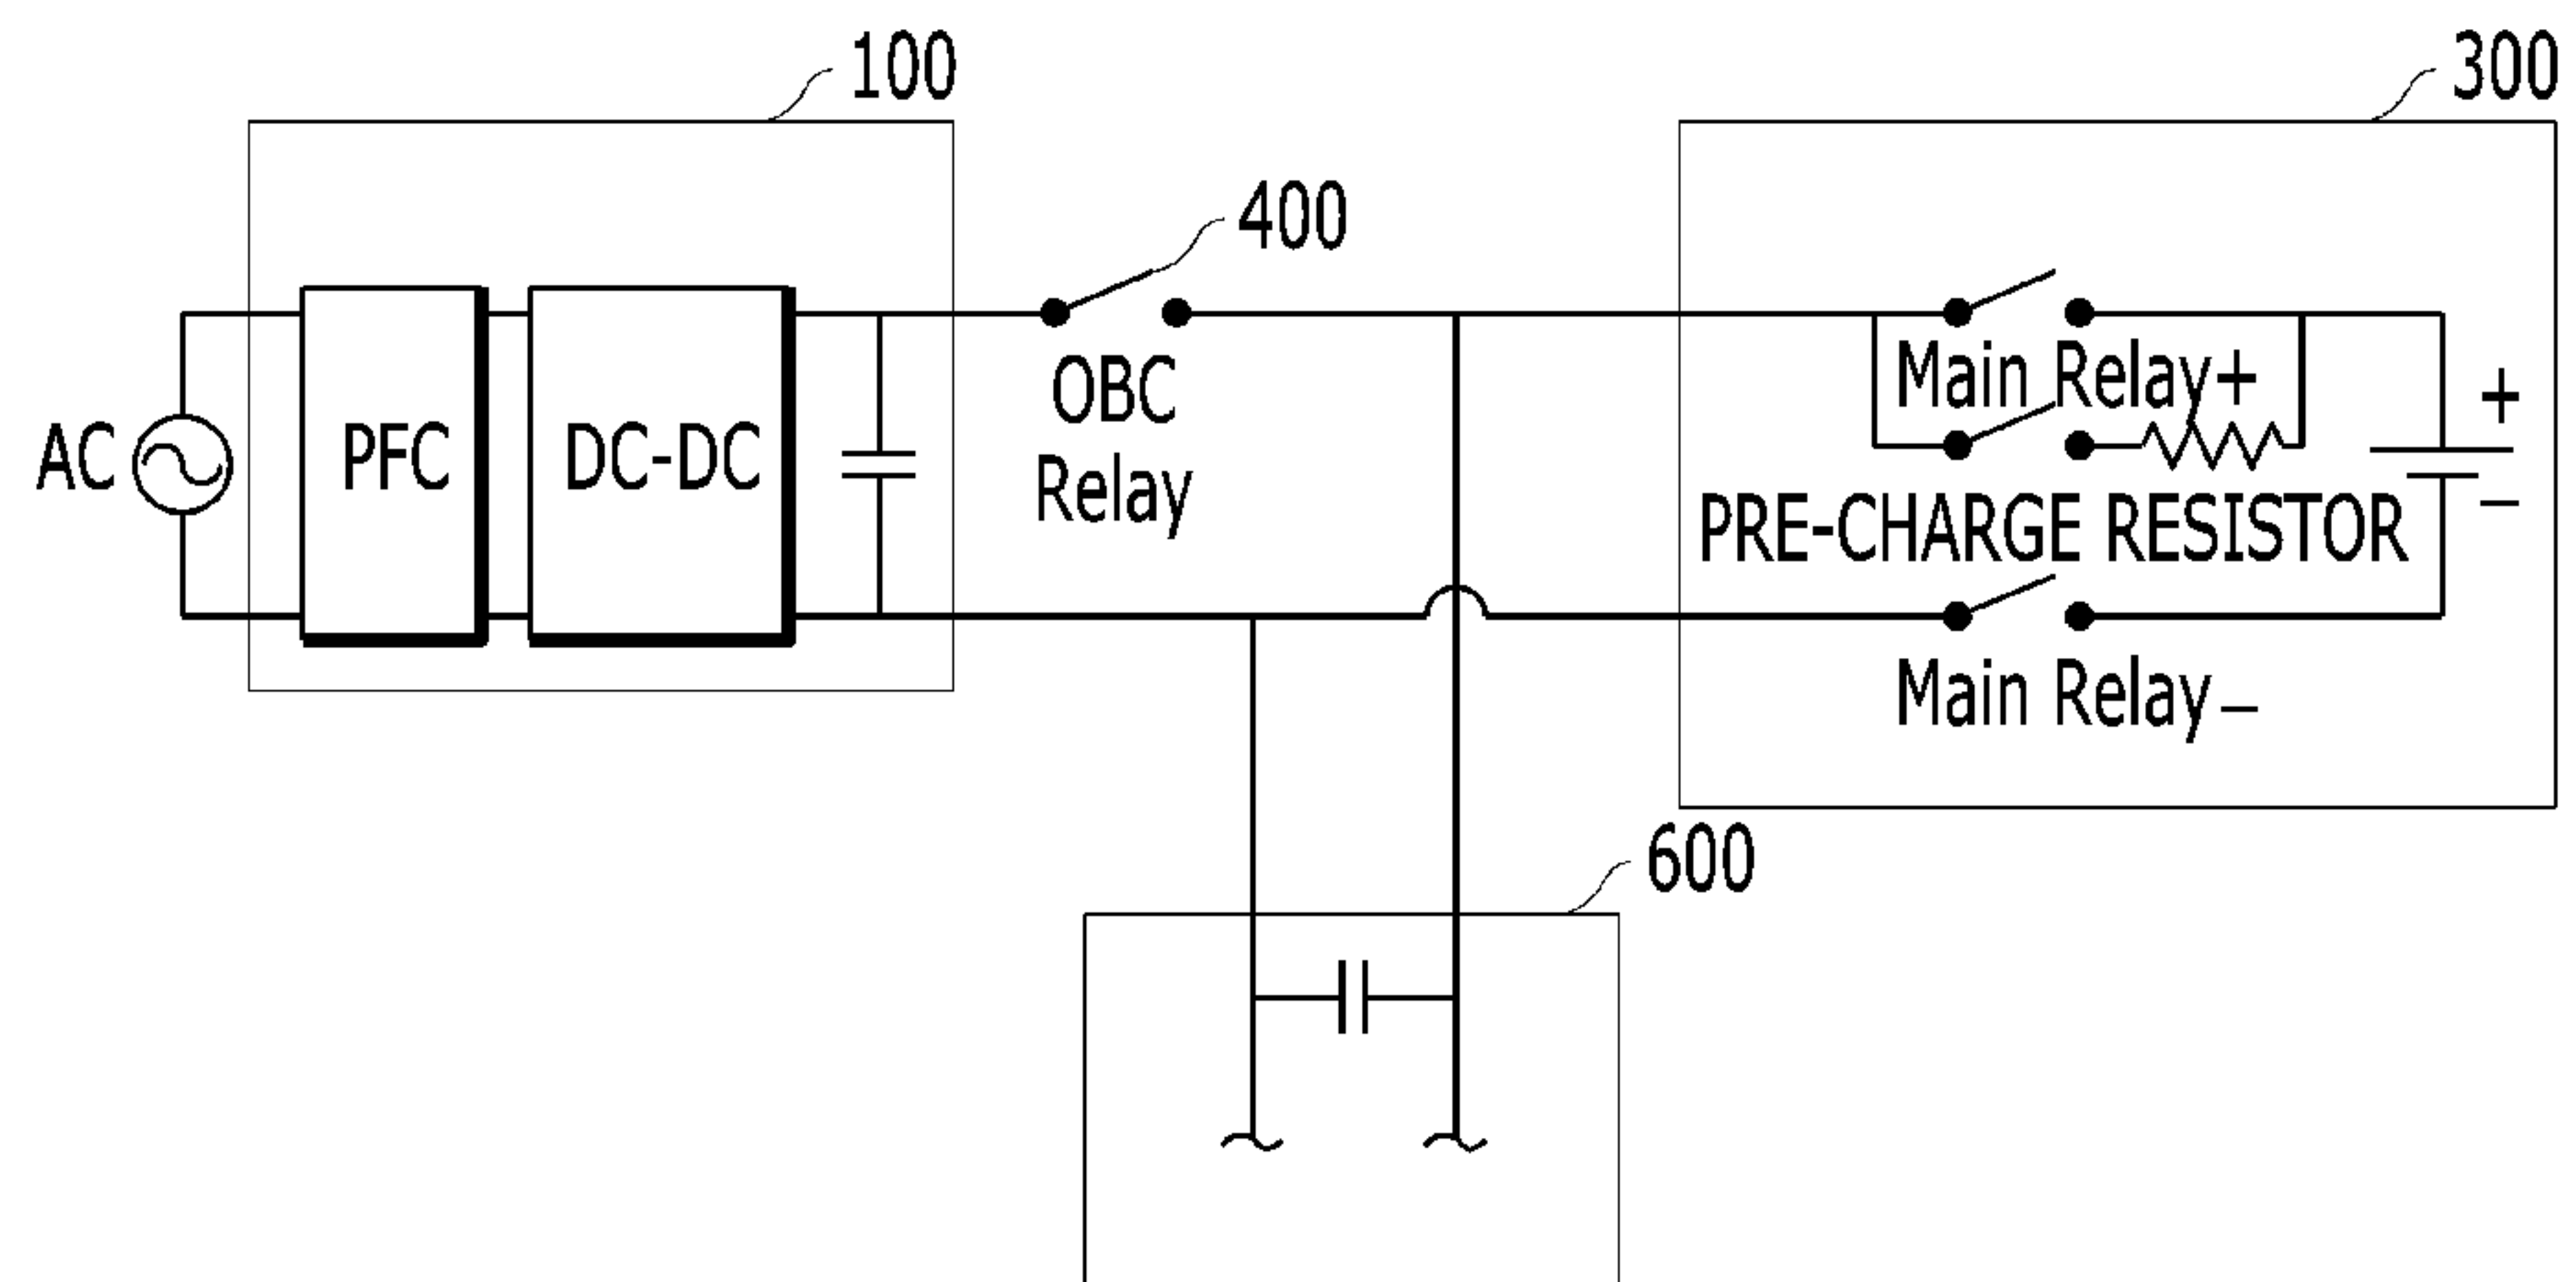 100
300
400
AC
PFC
DC-DC
OBC
Relay
Main Relay+
+
PRE-CHARGE RESISTOR
−
Main Relay−
600